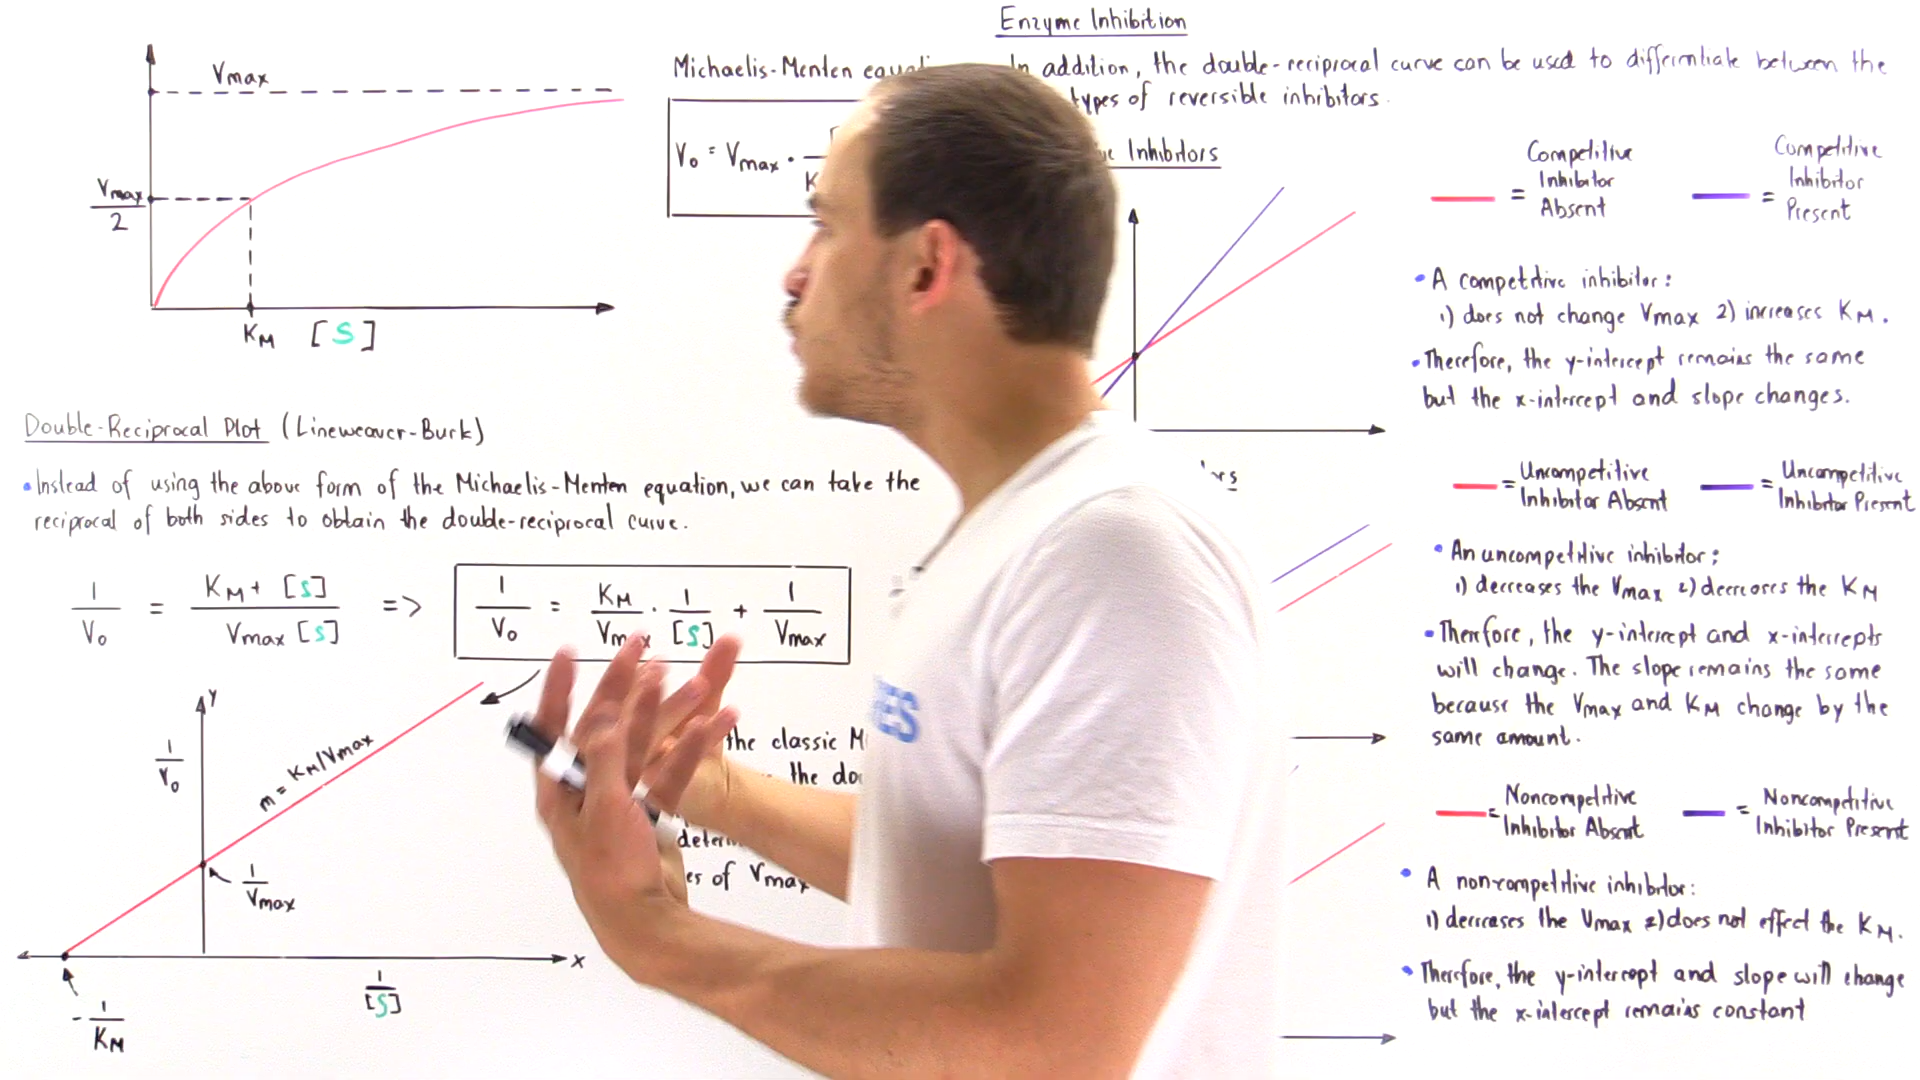 Enzyme Inhibition
Vmax
Vmax
2
KM [S]
Michaelis-Menten
V₀ = Vmax ·
In addition, the double-reciprocal curve can be used to differentiate between the
types of reversible inhibitors.
Inhibitors
Competitive
Inhibitor
Absent
=
Competitive
Inhibitor
Present
=
• A competitive inhibitor:
1) does not change Vmax 2) increases KM.
• Therefore, the y-intercept remains the same
but the x-intercept and slope changes.
Double-Reciprocal Plot (Lineweaver-Burk)
• Instead of using the above form of the Michaelis-Menten equation, we can take the
reciprocal of both sides to obtain the double-reciprocal curve.
1/V₀ = KM + [S] / Vmax [S] => 1/V₀ = KM/Vmax · 1/[S] + 1/Vmax
y
1/V₀
m = KM/Vmax
1/Vmax
x
1/[S]
- 1/KM
the classic
the
of Vmax
= Uncompetitive
Inhibitor Absent
= Uncompetitive
Inhibitor Present
• An uncompetitive inhibitor:
1) decreases the Vmax 2) decreases the KM
• Therefore, the y-intercept and x-intercepts
will change. The slope remains the same
because the Vmax and KM change by the
same amount.
= Noncompetitive
Inhibitor Absent
= Noncompetitive
Inhibitor Present
• A noncompetitive inhibitor:
1) decreases the Vmax 2) does not effect the KM.
• Therefore, the y-intercept and slope will change
but the x-intercept remains constant